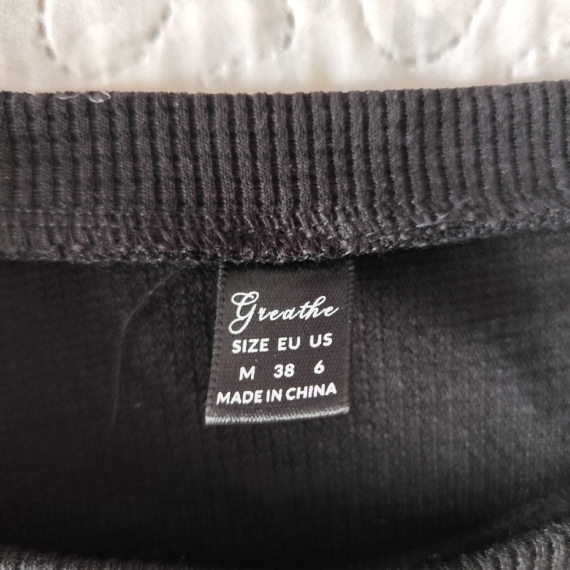 Greathe
SIZE EU US
M 38 6
MADE IN CHINA